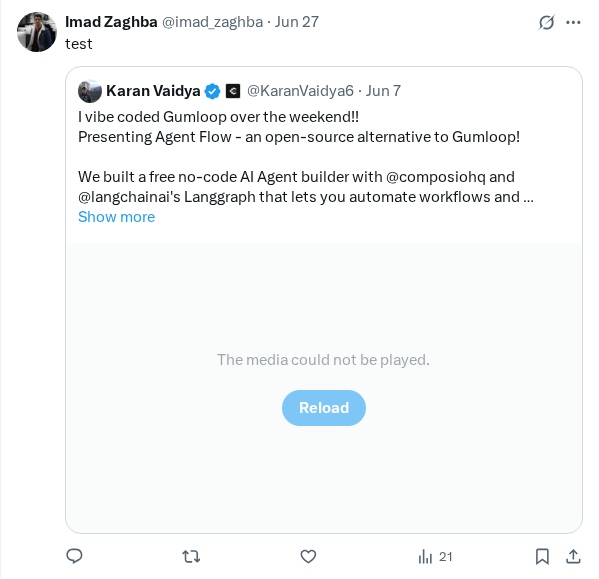 Imad Zaghba @imad_zaghba · Jun 27
test
Karan Vaidya @KaranVaidya6 · Jun 7
I vibe coded Gumloop over the weekend!!
Presenting Agent Flow - an open-source alternative to Gumloop!
We built a free no-code AI Agent builder with @composiohq and
@langchainai's Langgraph that lets you automate workflows and ...
Show more
The media could not be played.
Reload
21